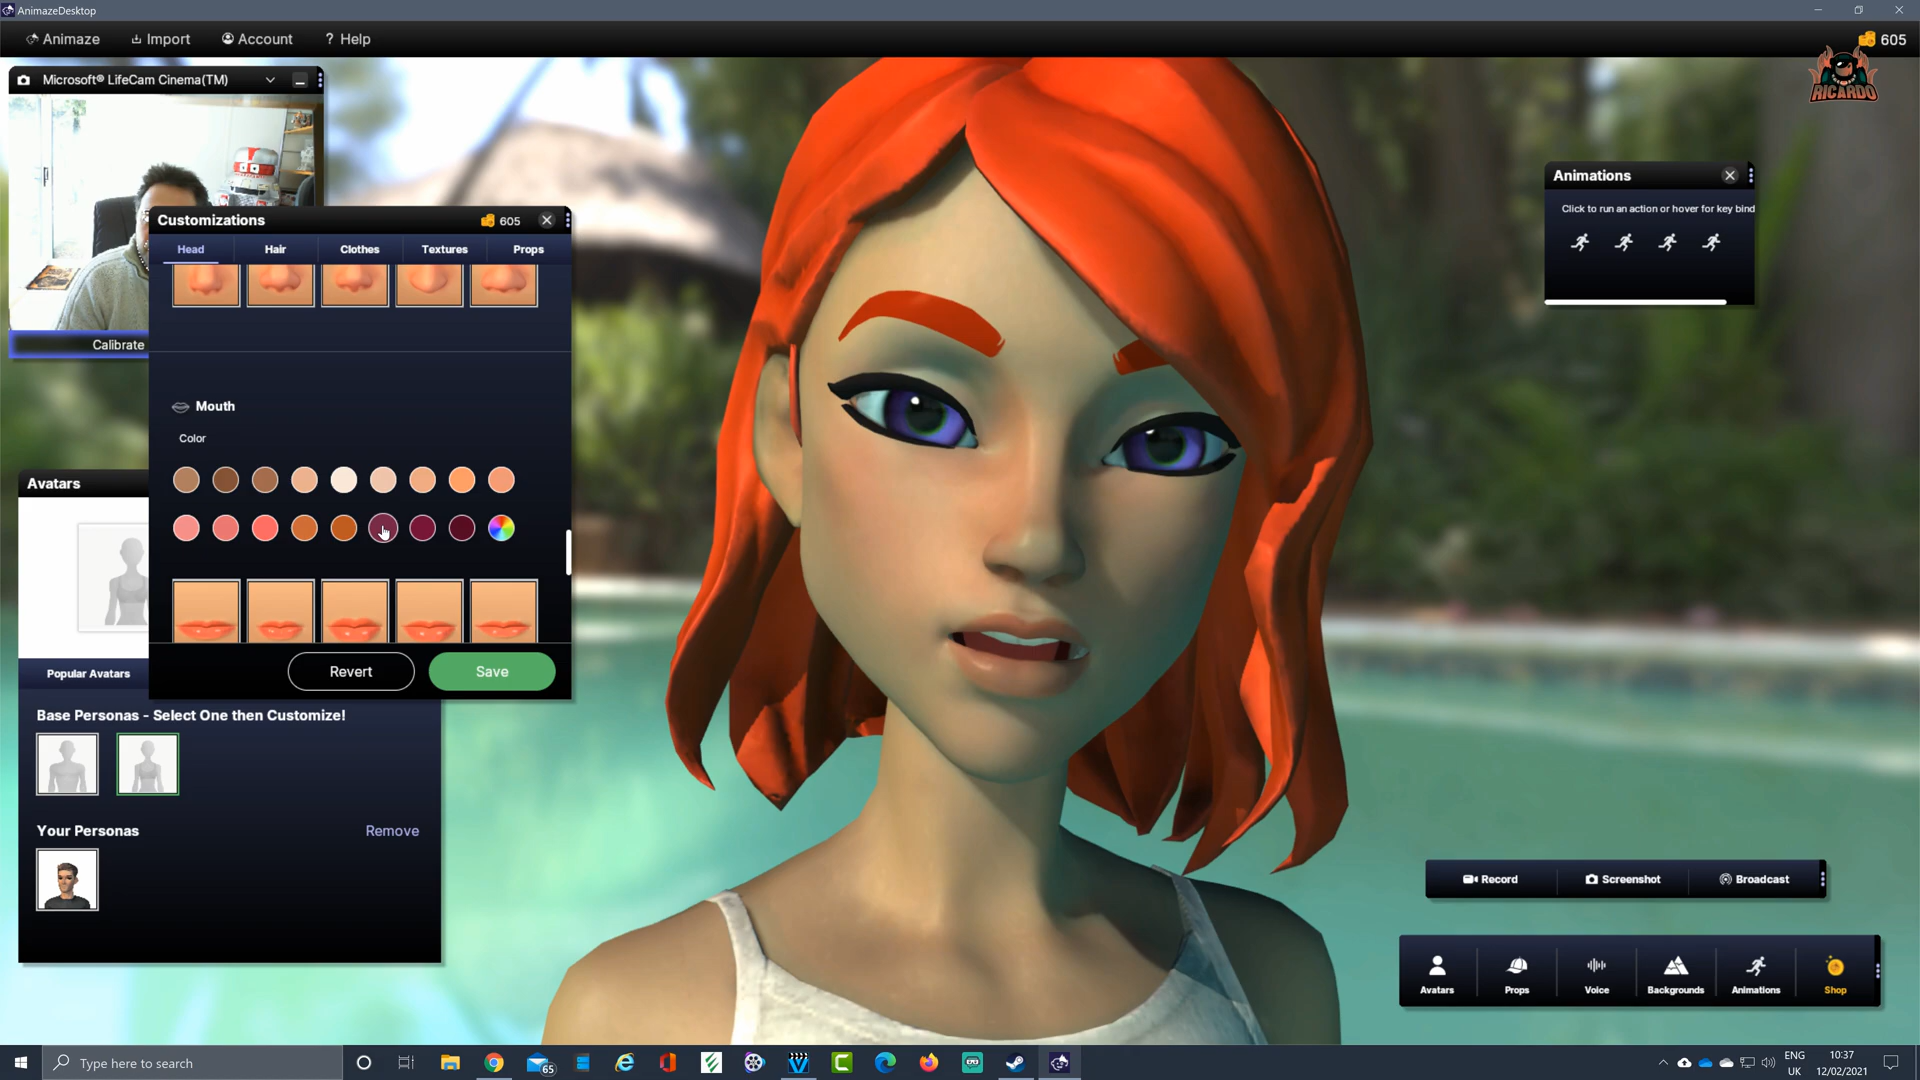 AnimazeDesktop
Animaze
Import
Account
? Help
605
RICARDO
Microsoft® LifeCam Cinema(TM)
Calibrate
Customizations
605
Head
Hair
Clothes
Textures
Props
Mouth
Color
Revert
Save
Animations
Click to run an action or hover for key bind
Avatars
Popular Avatars
Base Personas - Select One then Customize!
Your Personas
Remove
Record
Screenshot
Broadcast
Avatars
Props
Voice
Backgrounds
Animations
Shop
Type here to search
65
ENG
UK
10:37
12/02/2021